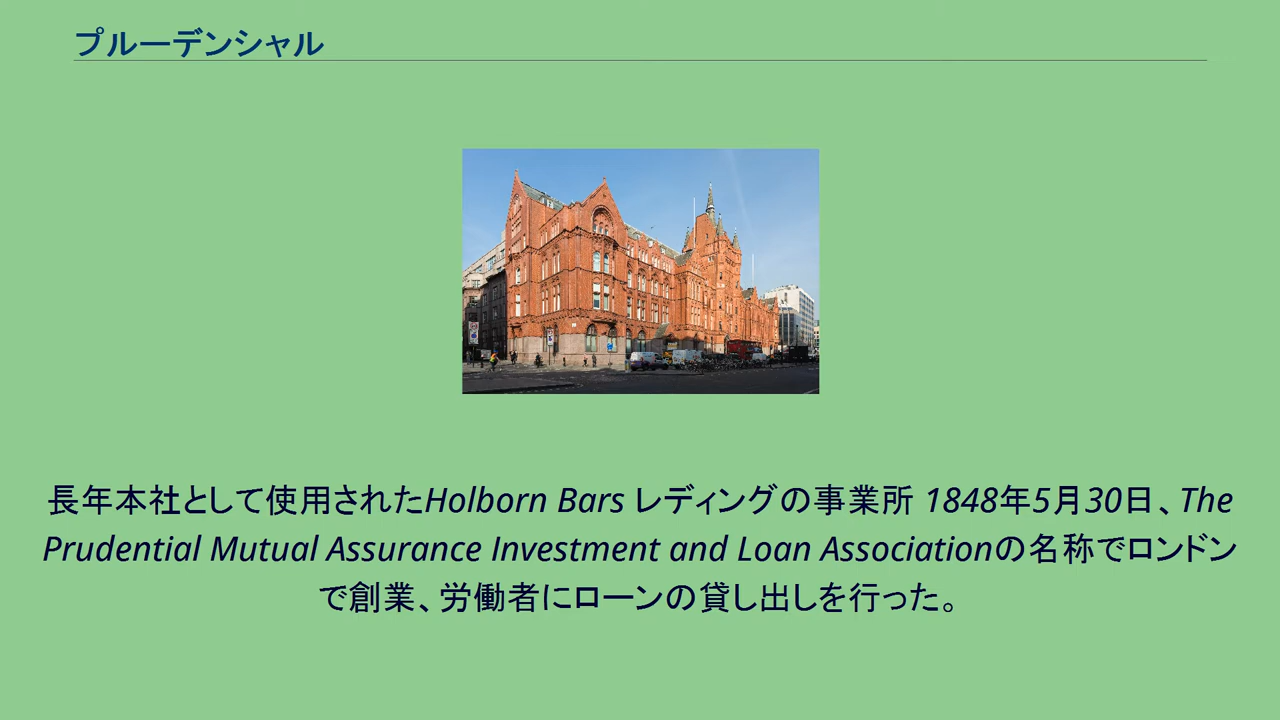 プルーデンシャル
長年本社として使用されたHolborn Bars レディングの事業所 1848年5月30日、The
Prudential Mutual Assurance Investment and Loan Associationの名称でロンドン
で創業、労働者にローンの貸し出しを行った。